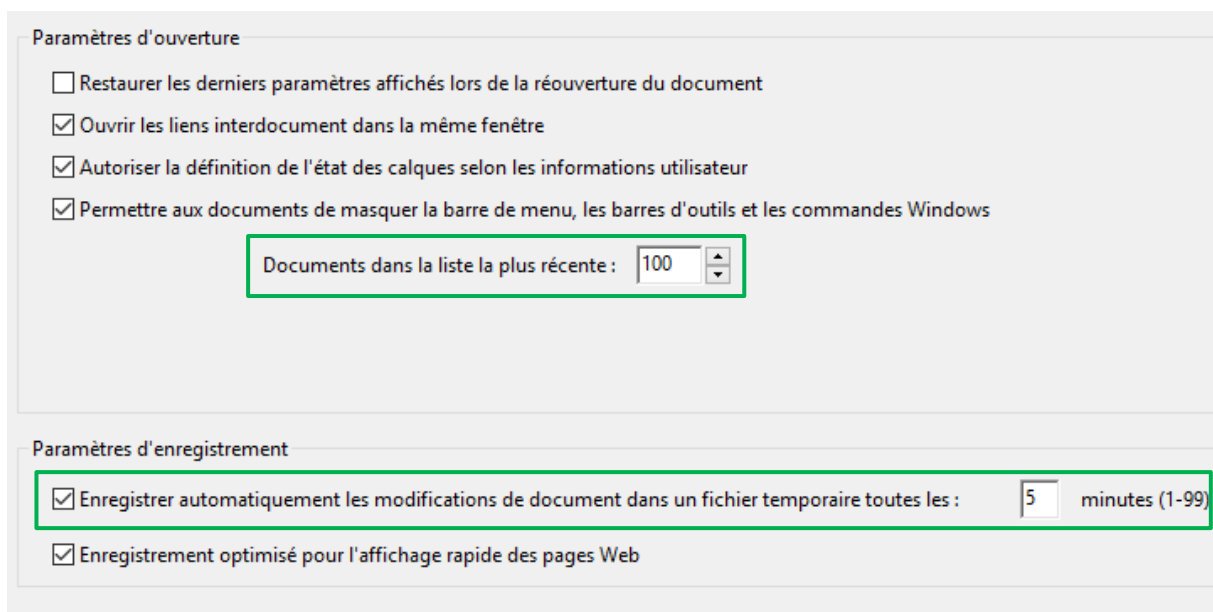 Paramètres d'ouverture
Restaurer les derniers paramètres affichés lors de la réouverture du document
Ouvrir les liens interdocument dans la même fenêtre
Autoriser la définition de l'état des calques selon les informations utilisateur
Permettre aux documents de masquer la barre de menu, les barres d'outils et les commandes Windows
Documents dans la liste la plus récente : 100
Paramètres d'enregistrement
Enregistrer automatiquement les modifications de document dans un fichier temporaire toutes les : 5 minutes (1-99)
Enregistrement optimisé pour l'affichage rapide des pages Web